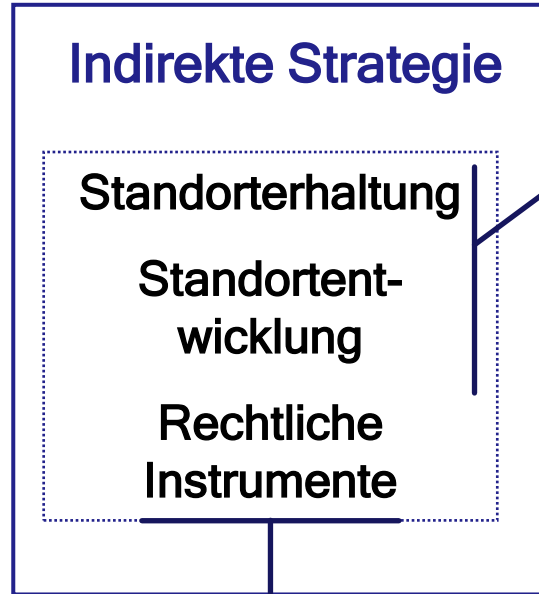 Indirekte Strategie
Standorterhaltung
Standortent-
wicklung
Rechtliche
Instrumente